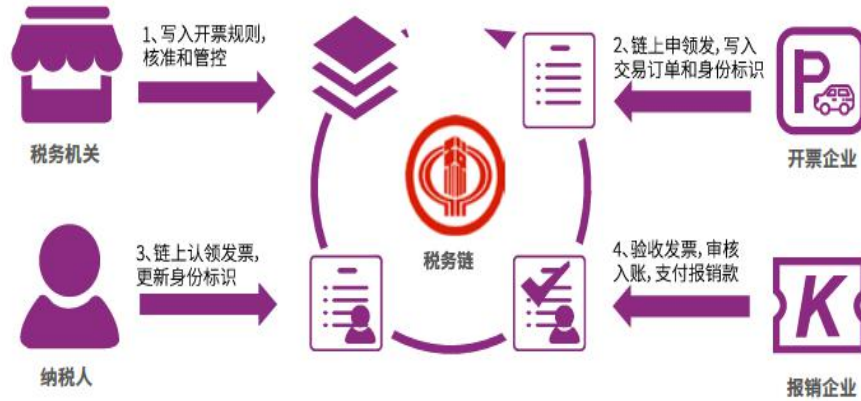 1、写入开票规则,
核准和管控
税务机关
2、链上申领发,写入
交易订单和身份标识
P
开票企业
税务链
3、链上认领发票,
更新身份标识
纳税人
4、验收发票,审核
入账,支付报销款
K
报销企业